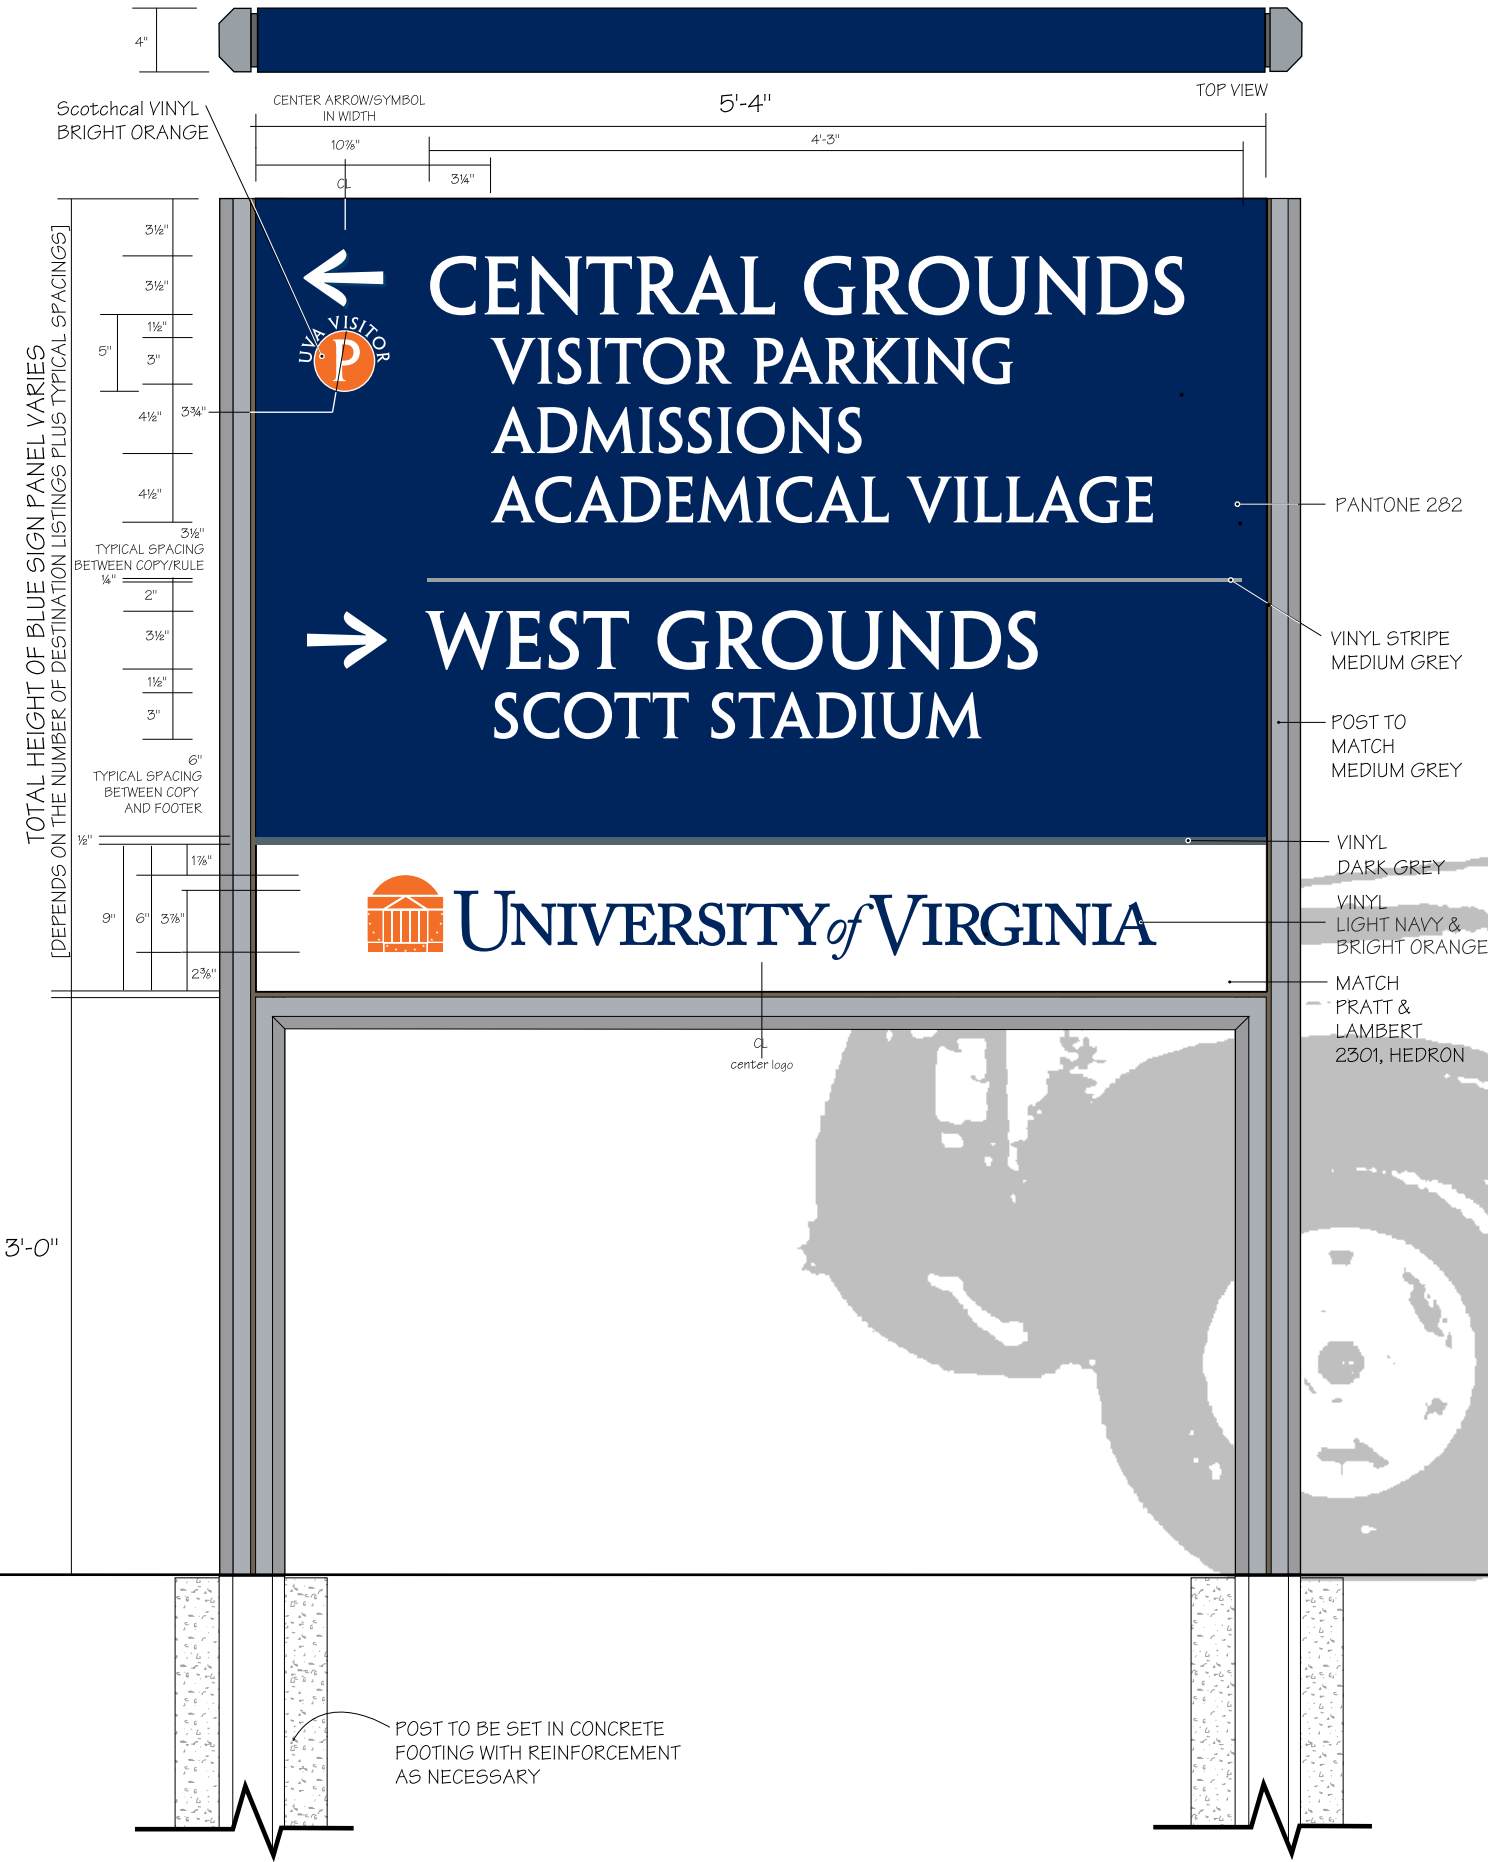 4"
TOP VIEW
Scotchcal VINYL
BRIGHT ORANGE
CENTER ARROW/SYMBOL
IN WIDTH
5'-4"
10⅞"
4'-3"
CL
3¼"
TOTAL HEIGHT OF BLUE SIGN PANEL VARIES
[DEPENDS ON THE NUMBER OF DESTINATION LISTINGS PLUS TYPICAL SPACINGS]
3½"
3½"
1½"
5"
3"
4½"
3¾"
4½"
3½"
TYPICAL SPACING
BETWEEN COPY/RULE
¼"
2"
3½"
1½"
3"
6"
TYPICAL SPACING
BETWEEN COPY
AND FOOTER
½"
1⅞"
9"
6"
3⅞"
2⅜"
3'-0"
CENTRAL GROUNDS
UVA VISITOR
P
VISITOR PARKING
ADMISSIONS
ACADEMICAL VILLAGE
WEST GROUNDS
SCOTT STADIUM
UNIVERSITY of VIRGINIA
CL
center logo
PANTONE 282
VINYL STRIPE
MEDIUM GREY
POST TO
MATCH
MEDIUM GREY
VINYL
DARK GREY
VINYL
LIGHT NAVY &
BRIGHT ORANGE
MATCH
PRATT &
LAMBERT
2301, HEDRON
POST TO BE SET IN CONCRETE
FOOTING WITH REINFORCEMENT
AS NECESSARY